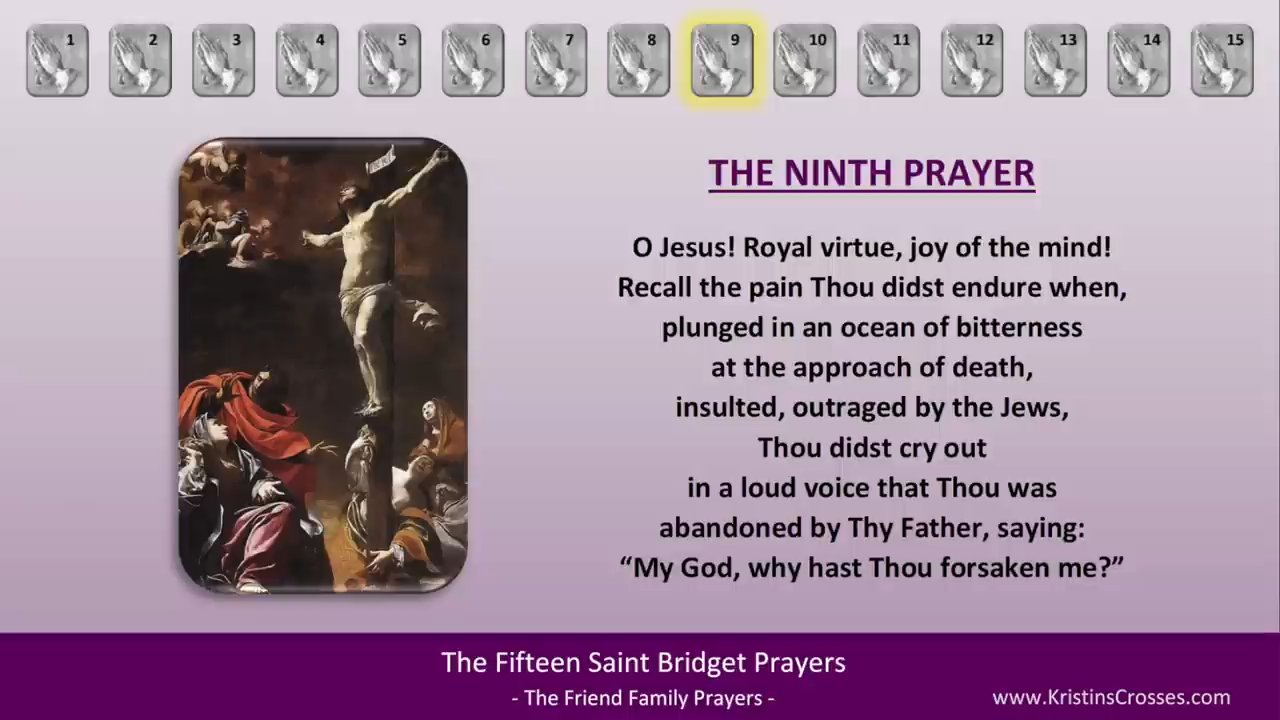 1 2 3 4 5 6 7 8 9 10 11 12 13 14 15
INRI
THE NINTH PRAYER
O Jesus! Royal virtue, joy of the mind!
Recall the pain Thou didst endure when,
plunged in an ocean of bitterness
at the approach of death,
insulted, outraged by the Jews,
Thou didst cry out
in a loud voice that Thou was
abandoned by Thy Father, saying:
“My God, why hast Thou forsaken me?”
The Fifteen Saint Bridget Prayers
- The Friend Family Prayers -
www.KristinsCrosses.com